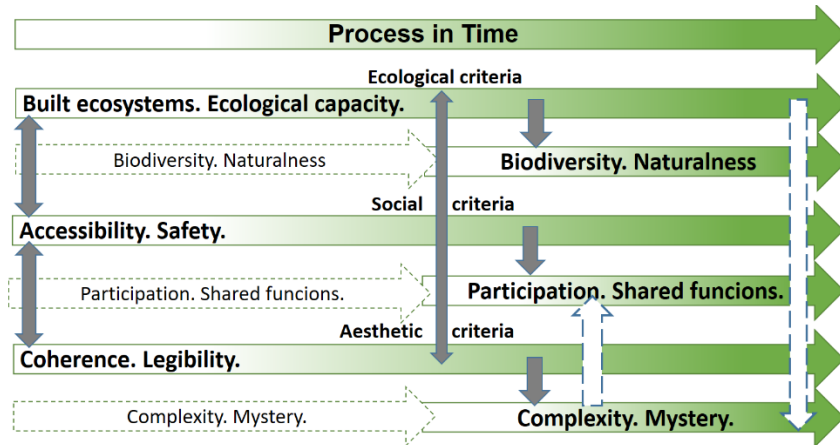 Process in Time
Ecological criteria
Built ecosystems. Ecological capacity.
Biodiversity. Naturalness
Biodiversity. Naturalness
Social criteria
Accessibility. Safety.
Participation. Shared funcions.
Participation. Shared funcions.
Aesthetic criteria
Coherence. Legibility.
Complexity. Mystery.
Complexity. Mystery.